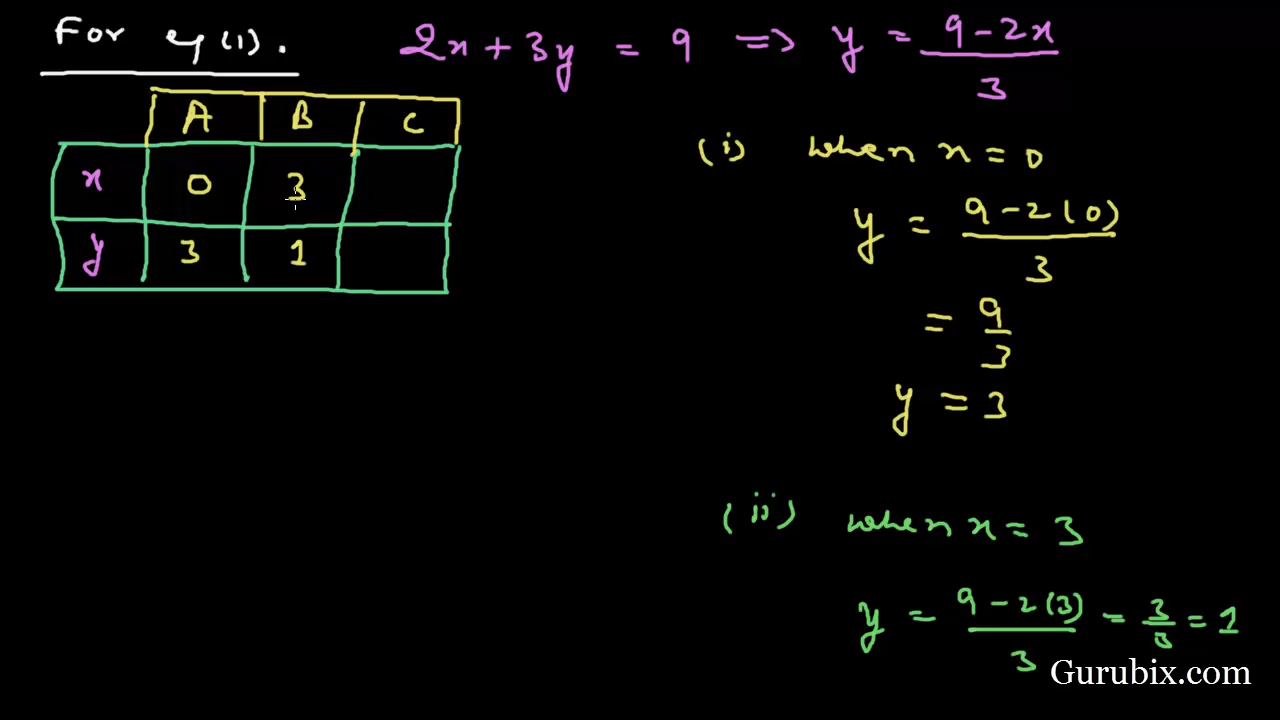 For eq (1).
2x + 3y = 9 => y = (9 - 2x)/3
A B C
x 0 3
y 3 1
(i) when x = 0
y = (9 - 2(0))/3
= 9/3
y = 3
(ii) when x = 3
y = (9 - 2(3))/3 = 3/3 = 1
Gurubix.com